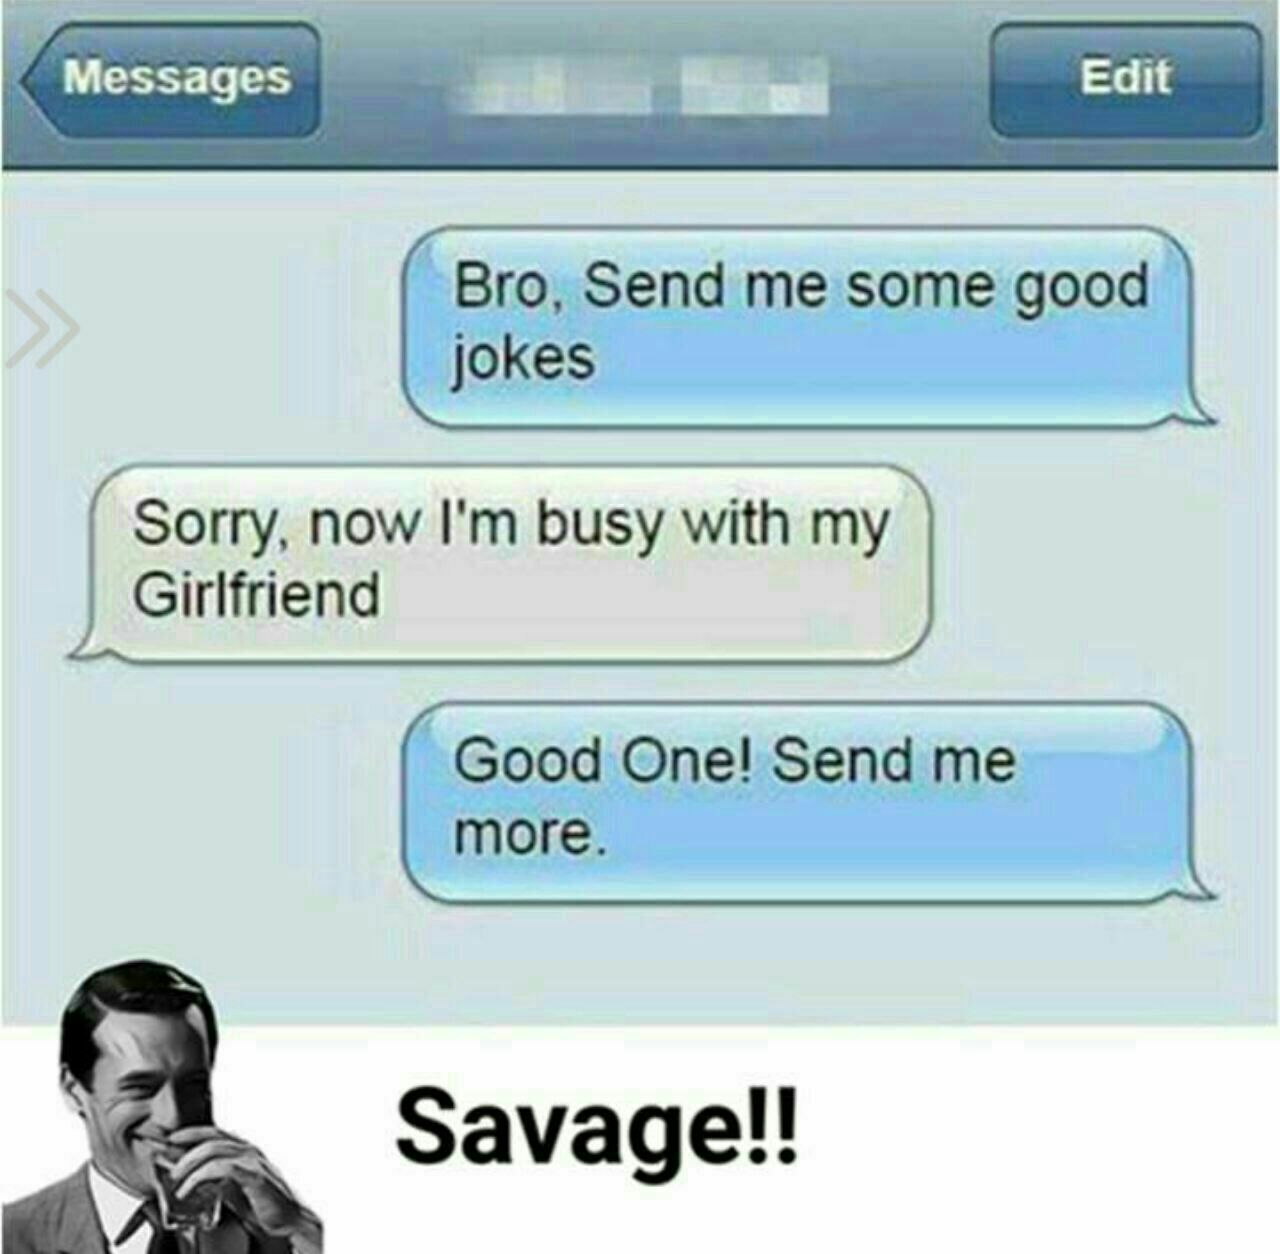 Messages Edit
Bro, Send me some good
jokes
Sorry, now I'm busy with my
Girlfriend
Good One! Send me
more.
Savage!!